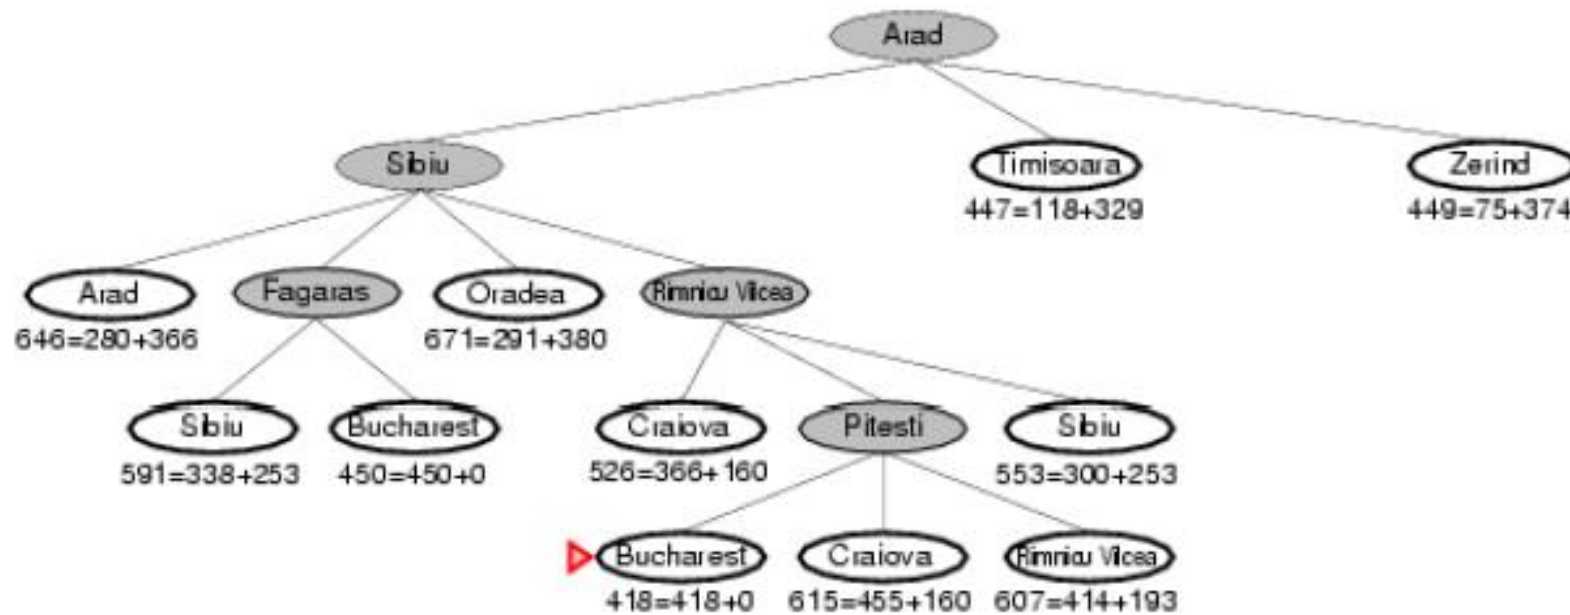 Arad
Sibiu Timisoara Zerind
447=118+329 449=75+374
Arad Fagaras Oradea Rimnicu Vilcea
646=280+366 671=291+380
Sibiu Bucharest Craiova Pitesti Sibiu
591=338+253 450=450+0 526=366+160 553=300+253
Bucharest Craiova Rimnicu Vilcea
418=418+0 615=455+160 607=414+193